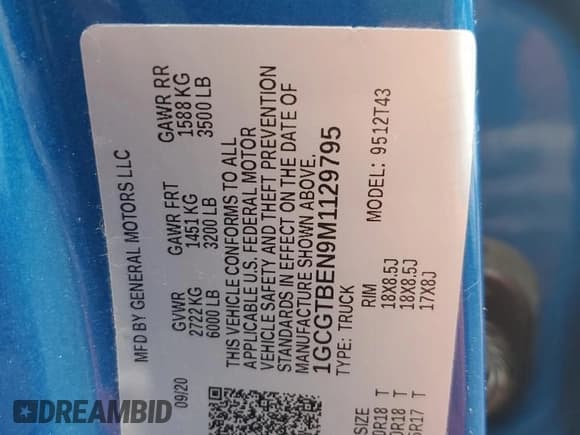 MFD BY GENERAL MOTORS LLC
09/20
GVWR GAWR FRT GAWR RR
2722 KG 1451 KG 1588 KG
6000 LB 3200 LB 3500 LB
THIS VEHICLE CONFORMS TO ALL
APPLICABLE U.S. FEDERAL MOTOR
VEHICLE SAFETY AND THEFT PREVENTION
STANDARDS IN EFFECT ON THE DATE OF
MANUFACTURE SHOWN ABOVE.
1GCGTBEN9M1129795
TYPE: TRUCK MODEL: 9512T43
SIZE RIM
R18 T 18X8.5J
R18 T 18X8.5J
R17 T 17X8J
DREAMBID